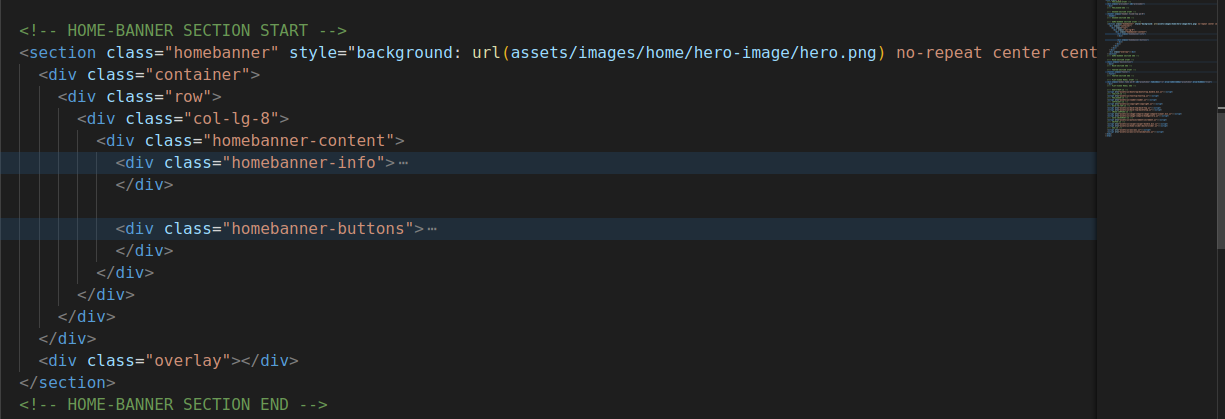 <!-- HOME-BANNER SECTION START -->
<section class="homebanner" style="background: url(assets/images/home/hero-image/hero.png) no-repeat center cent
<div class="container">
<div class="row">
<div class="col-lg-8">
<div class="homebanner-content">
<div class="homebanner-info">⋯
</div>
<div class="homebanner-buttons">⋯
</div>
</div>
</div>
</div>
</div>
<div class="overlay"></div>
</section>
<!-- HOME-BANNER SECTION END -->